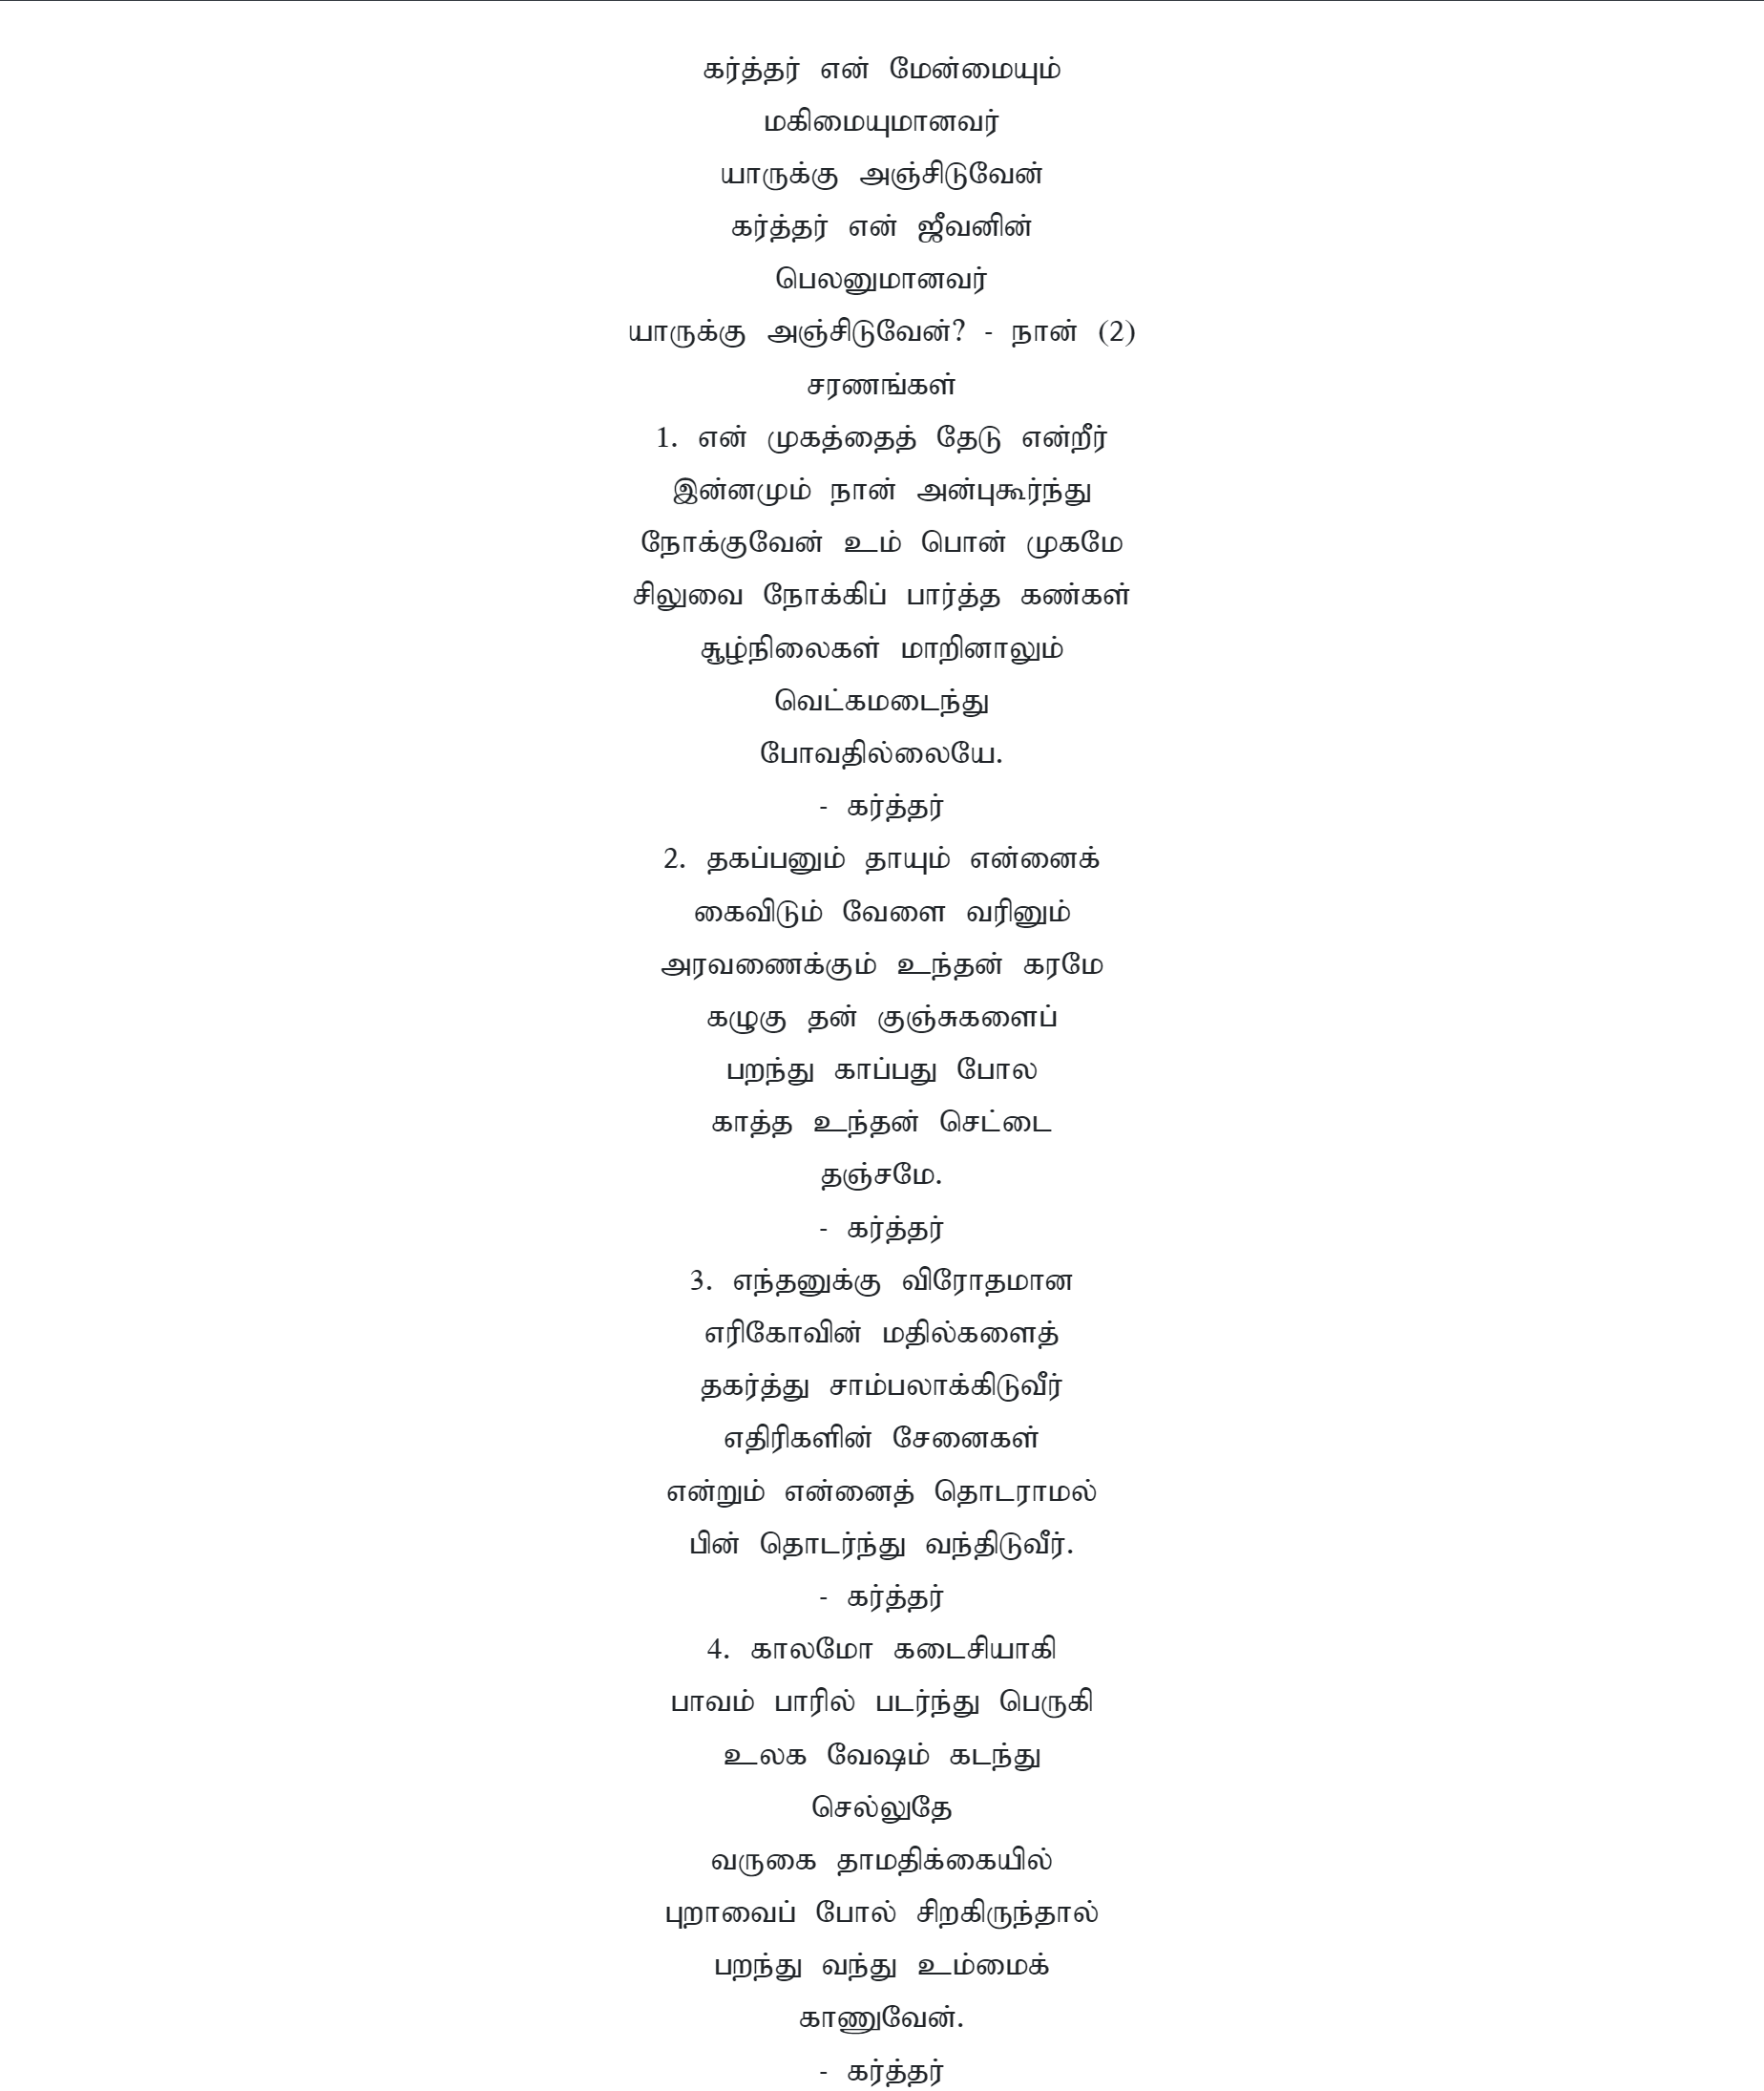 கர்த்தர் என் மேன்மையும்
மகிமையுமானவர்
யாருக்கு அஞ்சிடுவேன்
கர்த்தர் என் ஜீவனின்
பெலனுமானவர்
யாருக்கு அஞ்சிடுவேன்? - நான் (2)
சரணங்கள்
1. என் முகத்தைத் தேடு என்றீர்
இன்னமும் நான் அன்புகூர்ந்து
நோக்குவேன் உம் பொன் முகமே
சிலுவை நோக்கிப் பார்த்த கண்கள்
சூழ்நிலைகள் மாறினாலும்
வெட்கமடைந்து
போவதில்லையே.
- கர்த்தர்
2. தகப்பனும் தாயும் என்னைக்
கைவிடும் வேளை வரினும்
அரவணைக்கும் உந்தன் கரமே
கழுகு தன் குஞ்சுகளைப்
பறந்து காப்பது போல
காத்த உந்தன் செட்டை
தஞ்சமே.
- கர்த்தர்
3. எந்தனுக்கு விரோதமான
எரிகோவின் மதில்களைத்
தகர்த்து சாம்பலாக்கிடுவீர்
எதிரிகளின் சேனைகள்
என்றும் என்னைத் தொடராமல்
பின் தொடர்ந்து வந்திடுவீர்.
- கர்த்தர்
4. காலமோ கடைசியாகி
பாவம் பாரில் படர்ந்து பெருகி
உலக வேஷம் கடந்து
செல்லுதே
வருகை தாமதிக்கையில்
புறாவைப் போல் சிறகிருந்தால்
பறந்து வந்து உம்மைக்
காணுவேன்.
- கர்த்தர்